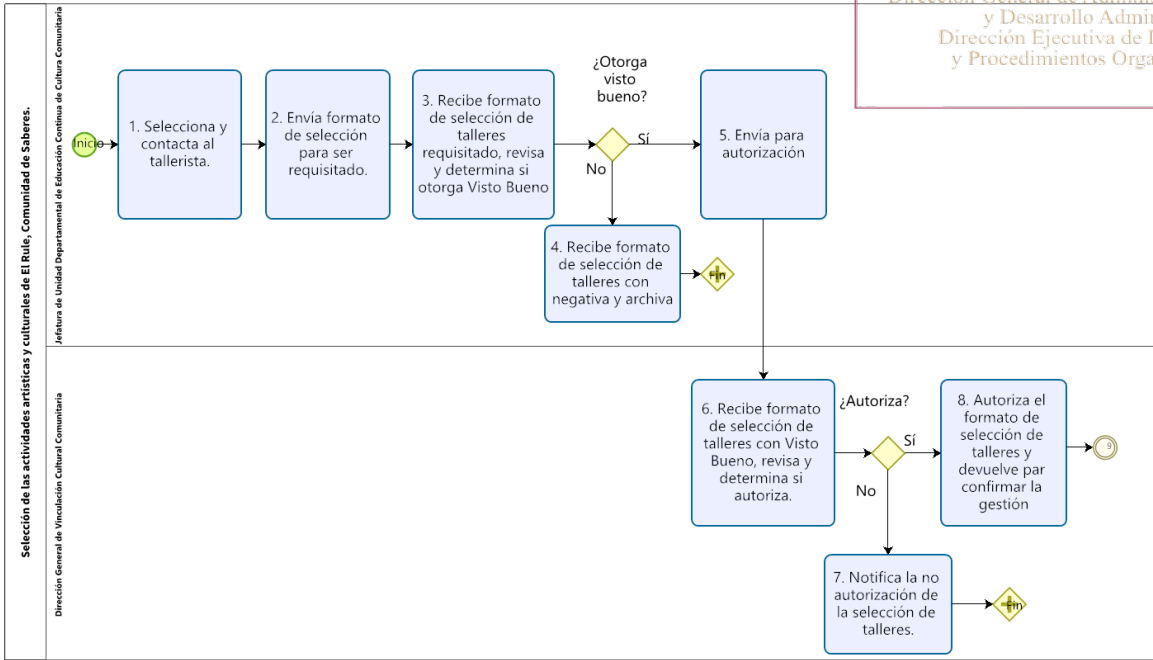 Dirección General de Adminis
y Desarrollo Admi
Dirección Ejecutiva de
y Procedimientos Orga
Selección de las actividades artísticas y culturales de El Rule, Comunidad de Saberes.
Jefatura de Unidad Departamental de Educación Continua de Cultura Comunitaria
Inicio
1. Selecciona y
contacta al
tallerista.
2. Envía formato
de selección
para ser
requisitado.
3. Recibe formato
de selección de
talleres
requisitado, revisa
y determina si
otorga Visto Bueno
¿Otorga
visto
bueno?
Sí
No
5. Envía para
autorización
4. Recibe formato
de selección de
talleres con
negativa y archiva
Fin
Dirección General de Vinculación Cultural Comunitaria
6. Recibe formato
de selección de
talleres con Visto
Bueno, revisa y
determina si
autoriza.
¿Autoriza?
Sí
No
8. Autoriza el
formato de
selección de
talleres y
devuelve par
confirmar la
gestión
9
7. Notifica la no
autorización de
la selección de
talleres.
Fin